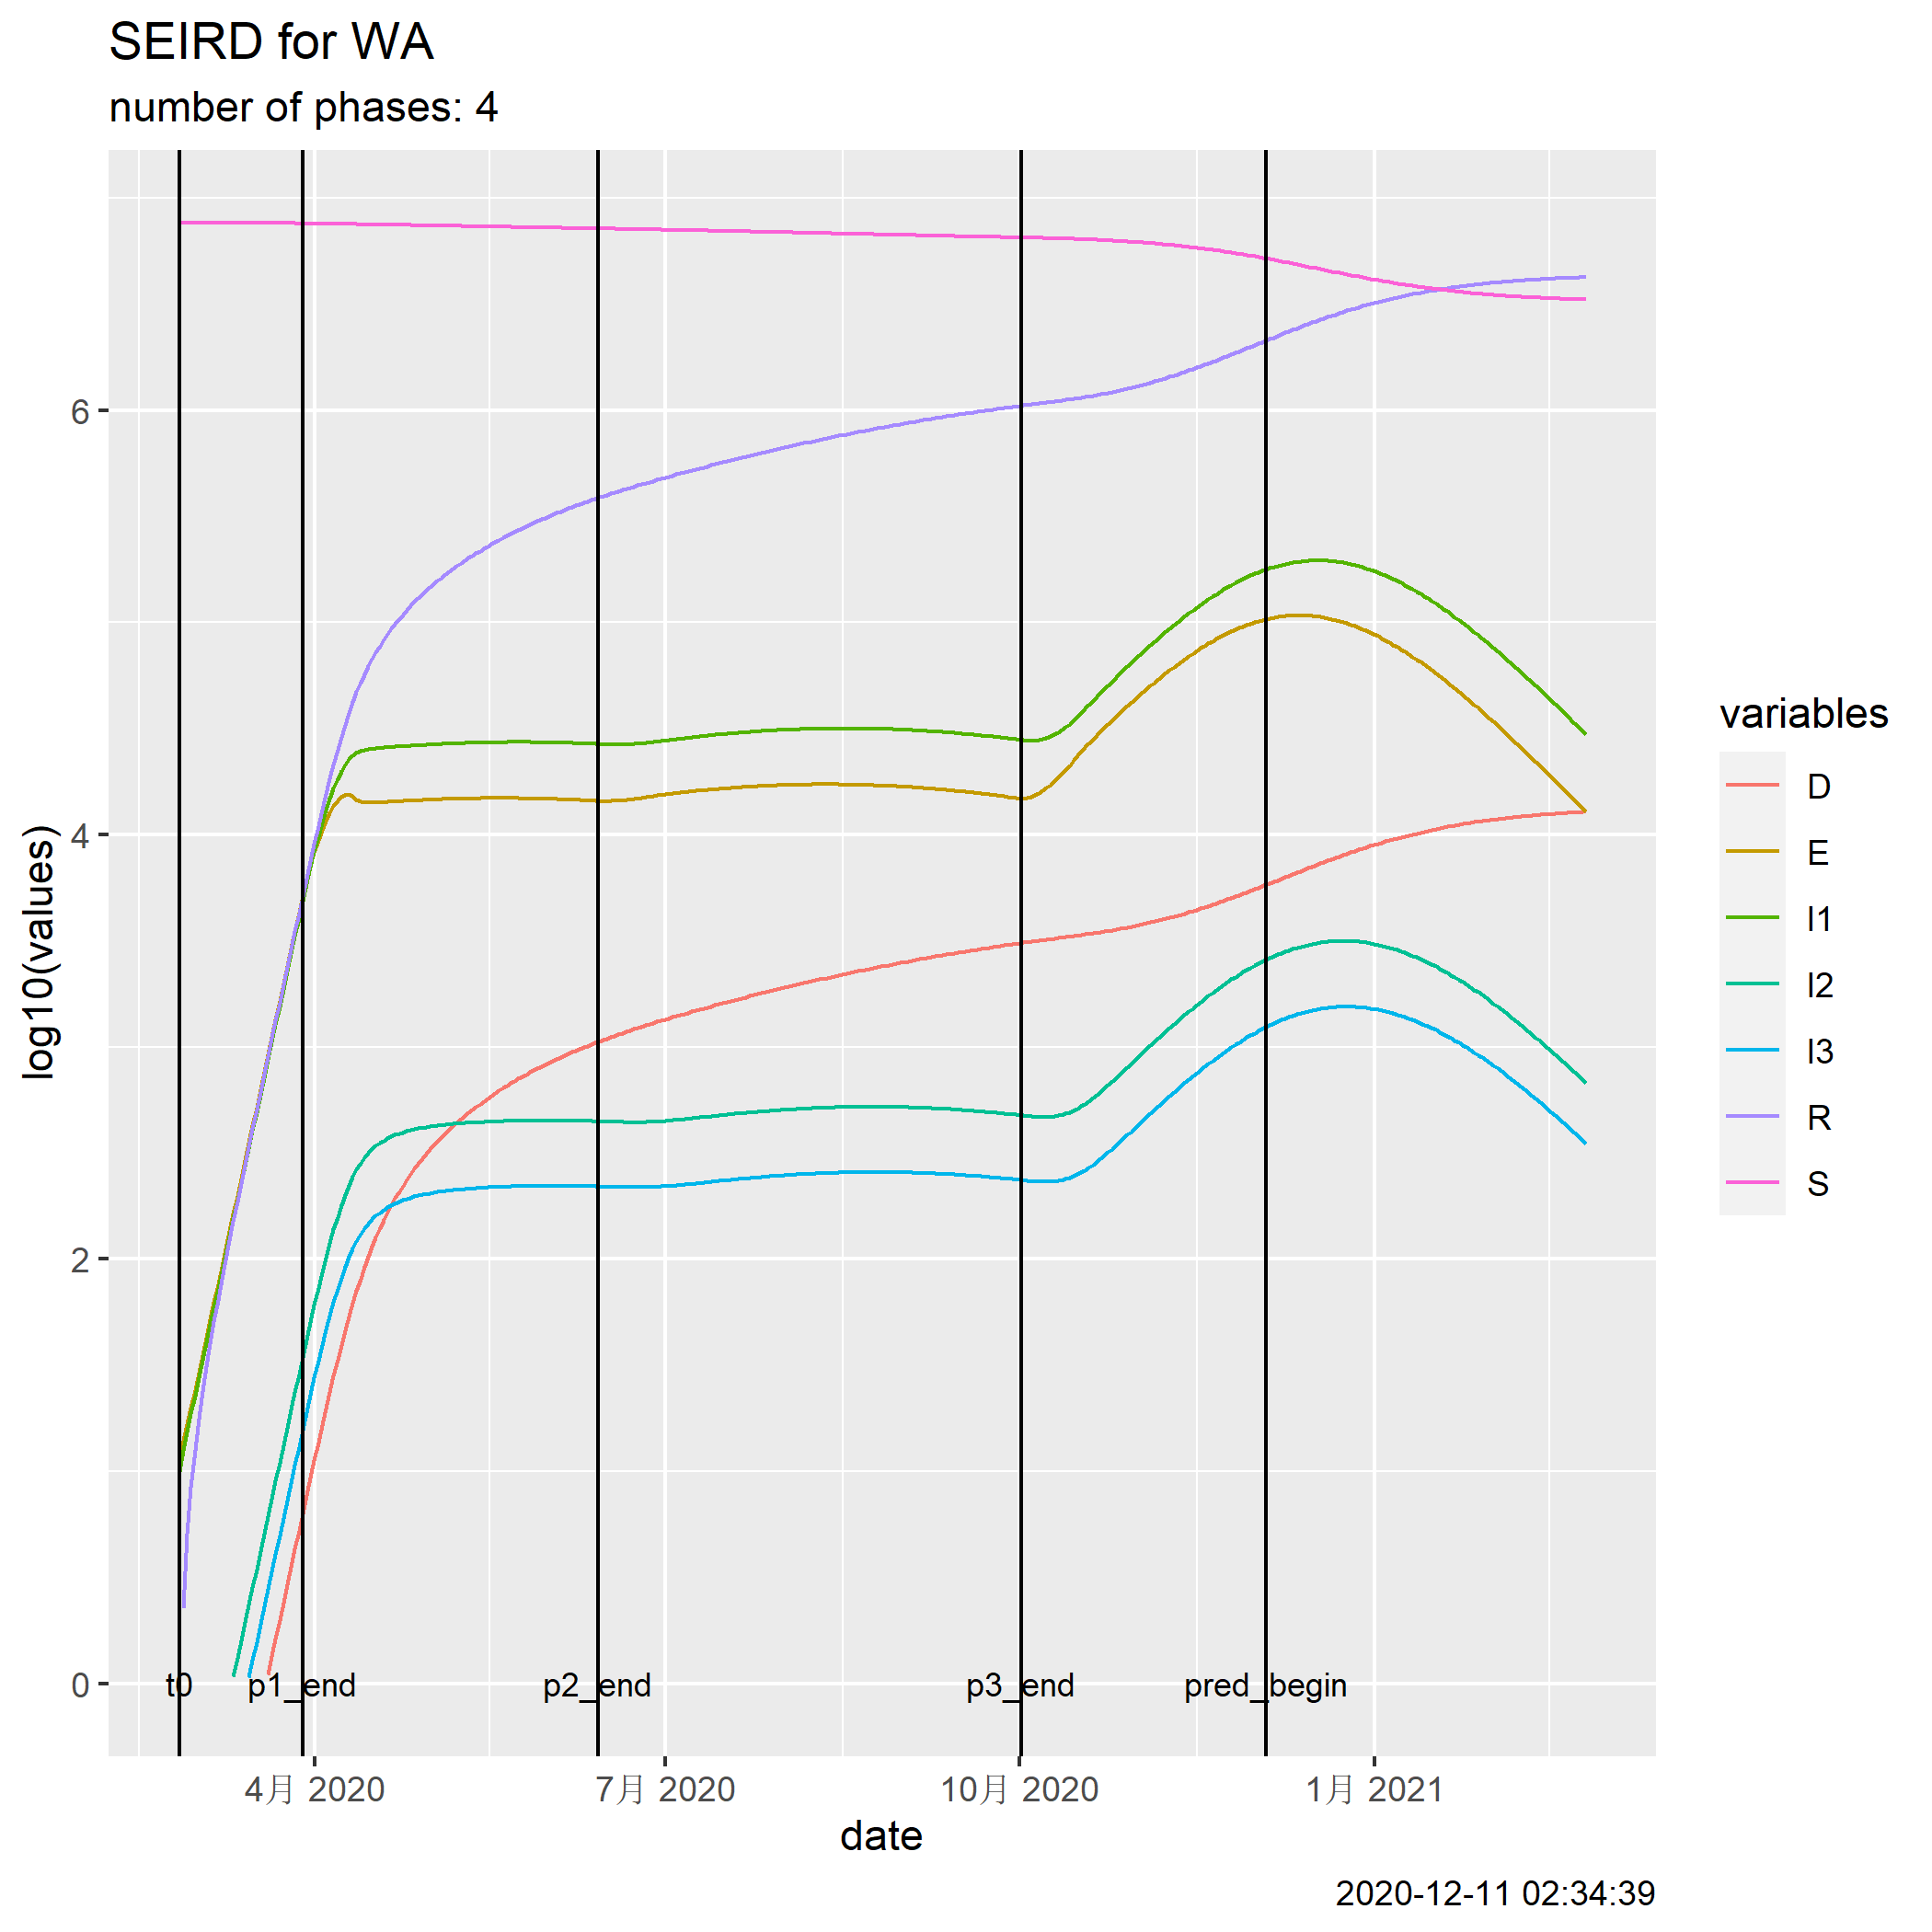 SEIRD for WA
number of phases: 4
log10(values)
6
4
2
0
t0 p1_end p2_end p3_end pred_begin
4月 2020 7月 2020 10月 2020 1月 2021
date
variables
D
E
I1
I2
I3
R
S
2020-12-11 02:34:39